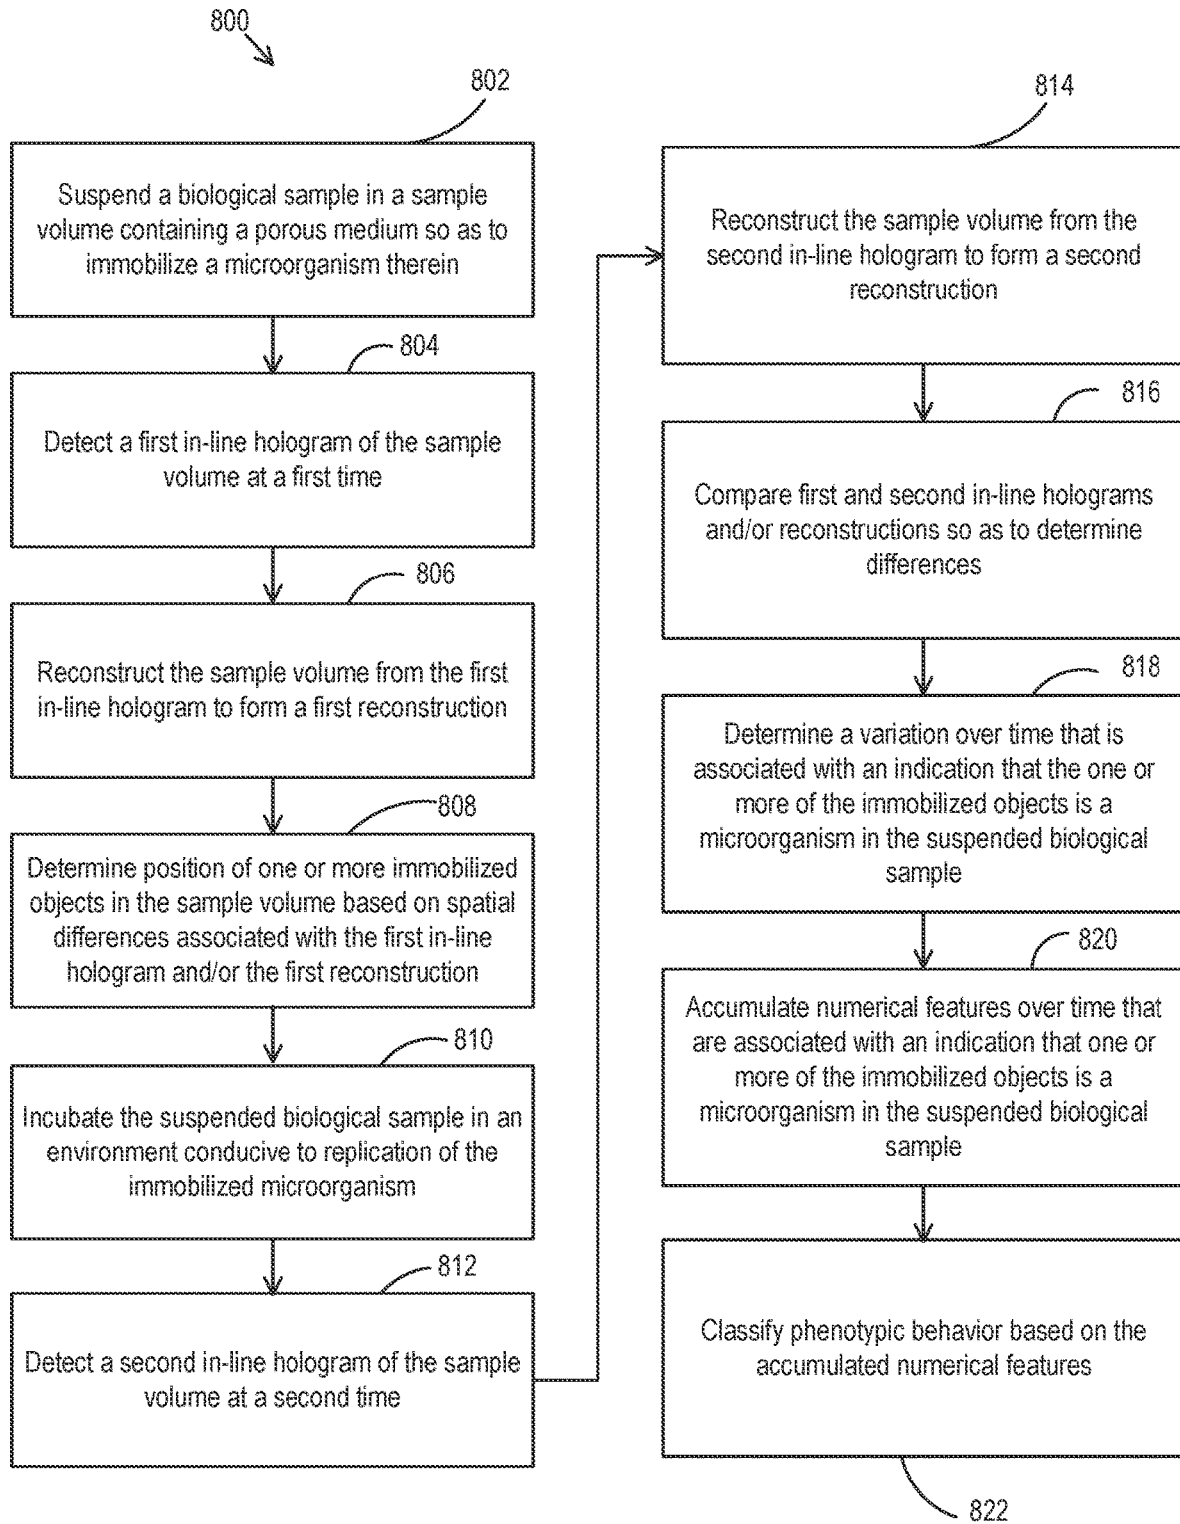 800
802
Suspend a biological sample in a sample
volume containing a porous medium so as to
immobilize a microorganism therein
804
Detect a first in-line hologram of the sample
volume at a first time
806
Reconstruct the sample volume from the first
in-line hologram to form a first reconstruction
808
Determine position of one or more immobilized
objects in the sample volume based on spatial
differences associated with the first in-line
hologram and/or the first reconstruction
810
Incubate the suspended biological sample in an
environment conducive to replication of the
immobilized microorganism
812
Detect a second in-line hologram of the sample
volume at a second time
814
Reconstruct the sample volume from the
second in-line hologram to form a second
reconstruction
816
Compare first and second in-line holograms
and/or reconstructions so as to determine
differences
818
Determine a variation over time that is
associated with an indication that the one or
more of the immobilized objects is a
microorganism in the suspended biological
sample
820
Accumulate numerical features over time that
are associated with an indication that one or
more of the immobilized objects is a
microorganism in the suspended biological
sample
Classify phenotypic behavior based on the
accumulated numerical features
822